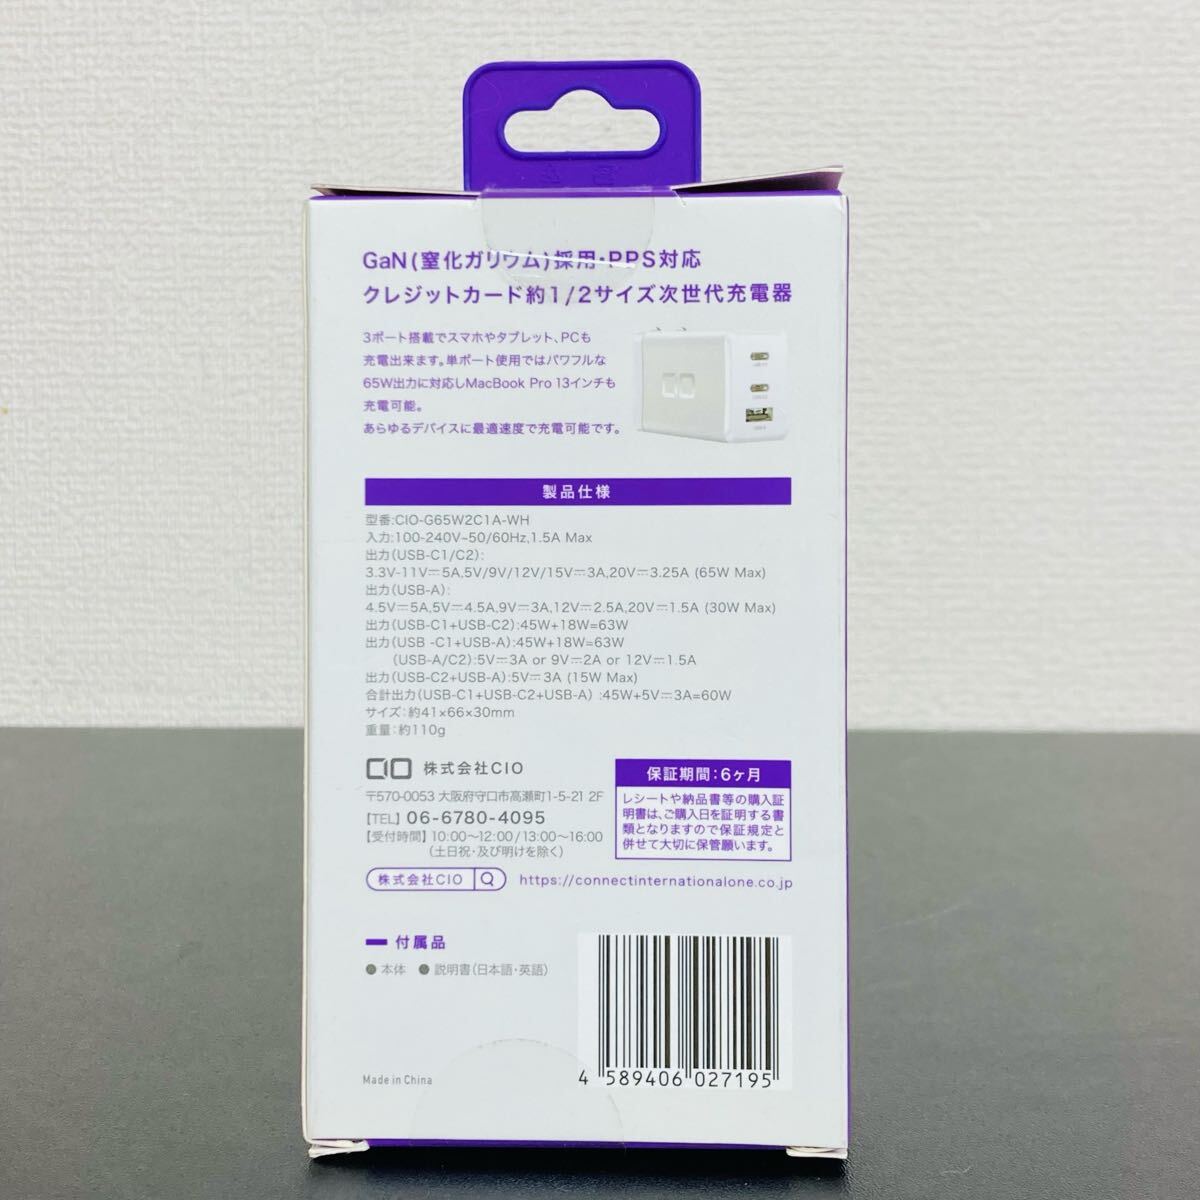 GaN(窒化ガリウム)採用・PPS対応
クレジットカード約1/2サイズ次世代充電器
3ポート搭載でスマホやタブレット、PCも
充電出来ます。単ポート使用ではパワフルな
65W出力に対応しMacBook Pro 13インチも
充電可能。
あらゆるデバイスに最適速度で充電可能です。
CIO
製品仕様
型番:CIO-G65W2C1A-WH
入力:100-240V~50/60Hz,1.5A Max
出力(USB-C1/C2):
3.3V-11V⎓5A,5V/9V/12V/15V⎓3A,20V⎓3.25A (65W Max)
出力(USB-A):
4.5V⎓5A,5V⎓4.5A,9V⎓3A,12V⎓2.5A,20V⎓1.5A (30W Max)
出力(USB-C1+USB-C2):45W+18W=63W
出力(USB -C1+USB-A):45W+18W=63W
(USB-A/C2):5V⎓3A or 9V⎓2A or 12V⎓1.5A
出力(USB-C2+USB-A):5V⎓3A (15W Max)
合計出力(USB-C1+USB-C2+USB-A) :45W+5V⎓3A=60W
サイズ:約41×66×30mm
重量:約110g
CIO 株式会社CIO
〒570-0053 大阪府守口市高瀬町1-5-21 2F
【TEL】 06-6780-4095
【受付時間】 10:00〜12:00/13:00〜16:00
(土日祝・及び明けを除く)
保証期間:6ヶ月
レシートや納品書等の購入証
明書は、ご購入日を証明する書
類となりますので保証規定と
併せて大切に保管願います。
株式会社CIO
https://connectinternationalone.co.jp
付属品
● 本体 ● 説明書(日本語・英語)
Made in China
4 589406 027195